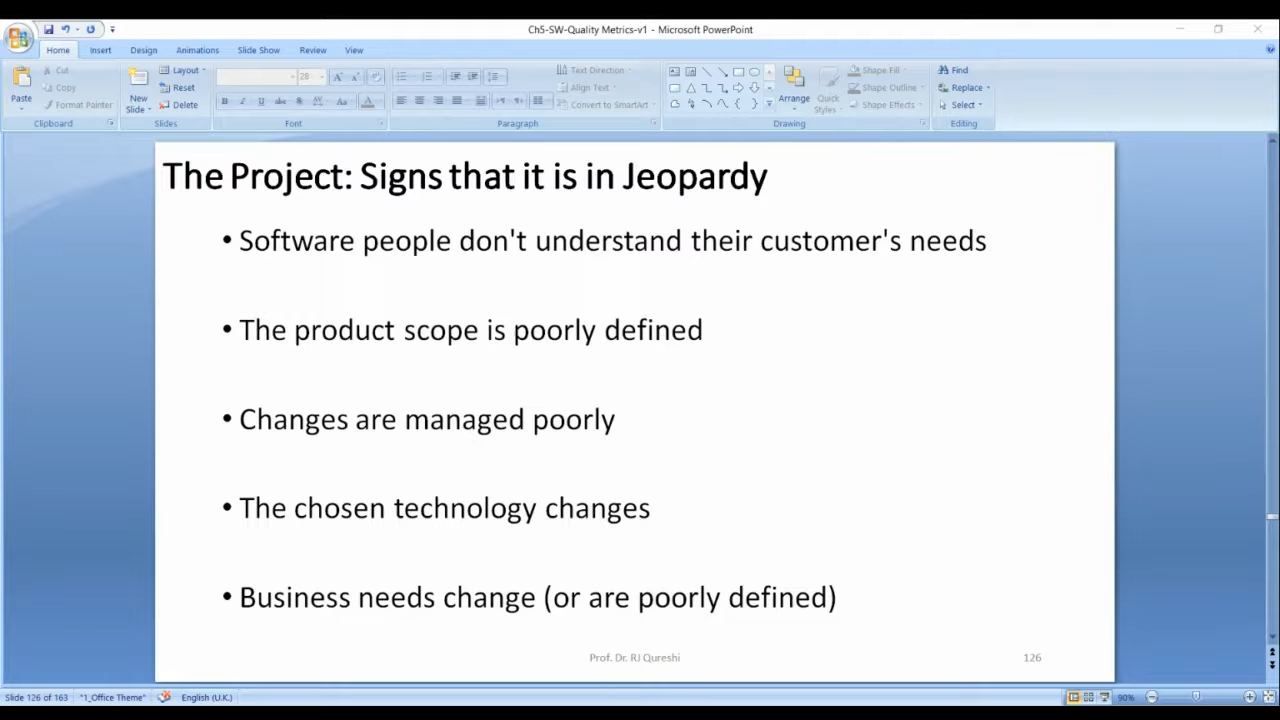 Ch5-SW-Quality Metrics-v1 - Microsoft PowerPoint
Home Insert Design Animations Slide Show Review View
Paste
Cut
Copy
Format Painter
Clipboard
New Slide
Layout
Reset
Delete
Slides
28
B I U abc S AV Aa A
Font
Text Direction
Align Text
Convert to SmartArt
Paragraph
Arrange
Quick Styles
Shape Fill
Shape Outline
Shape Effects
Drawing
Find
Replace
Select
Editing
The Project: Signs that it is in Jeopardy
• Software people don't understand their customer's needs
• The product scope is poorly defined
• Changes are managed poorly
• The chosen technology changes
• Business needs change (or are poorly defined)
Prof. Dr. RJ Qureshi 126
Slide 126 of 163 "1_Office Theme" English (U.K.) 90%